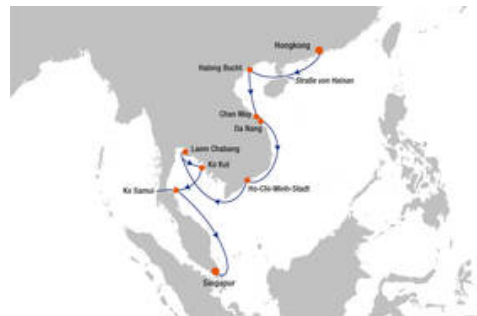 Hongkong
Halong Bucht
Straße von Hainan
Chan May
Da Nang
Laem Chabang
Ko Kut
Ho-Chi-Minh-Stadt
Ko Samui
Singapur